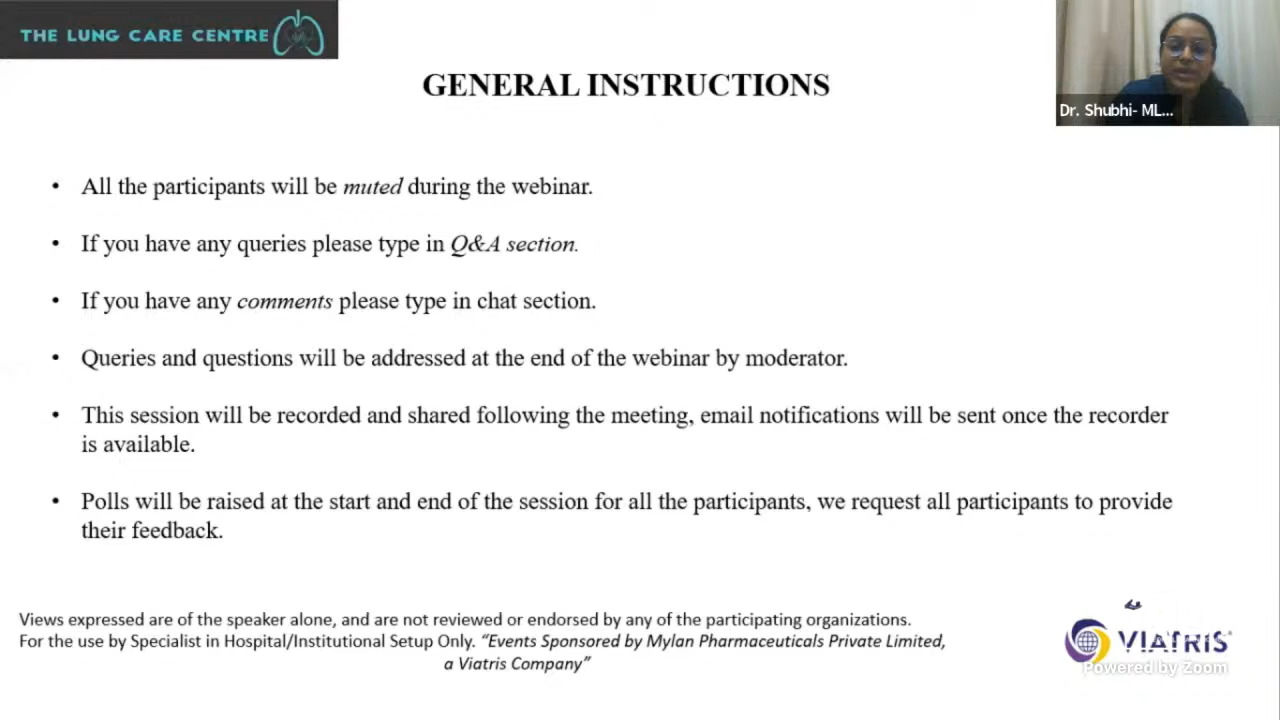 THE LUNG CARE CENTRE
GENERAL INSTRUCTIONS
Dr. Shubhi- ML...
• All the participants will be muted during the webinar.
• If you have any queries please type in Q&A section.
• If you have any comments please type in chat section.
• Queries and questions will be addressed at the end of the webinar by moderator.
• This session will be recorded and shared following the meeting, email notifications will be sent once the recorder
is available.
• Polls will be raised at the start and end of the session for all the participants, we request all participants to provide
their feedback.
Views expressed are of the speaker alone, and are not reviewed or endorsed by any of the participating organizations.
For the use by Specialist in Hospital/Institutional Setup Only. “Events Sponsored by Mylan Pharmaceuticals Private Limited,
a Viatris Company”
VIATRIS
Powered by Zoom